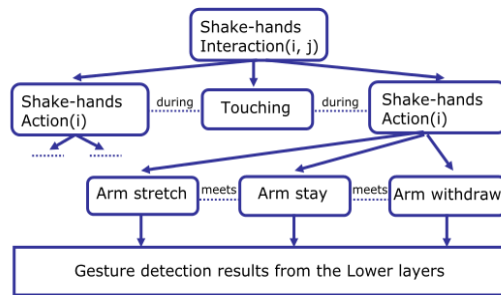 Shake-hands
Interaction(i, j)
Shake-hands
Action(i)
during
Touching
during
Shake-hands
Action(i)
Arm stretch
meets
Arm stay
meets
Arm withdraw
Gesture detection results from the Lower layers